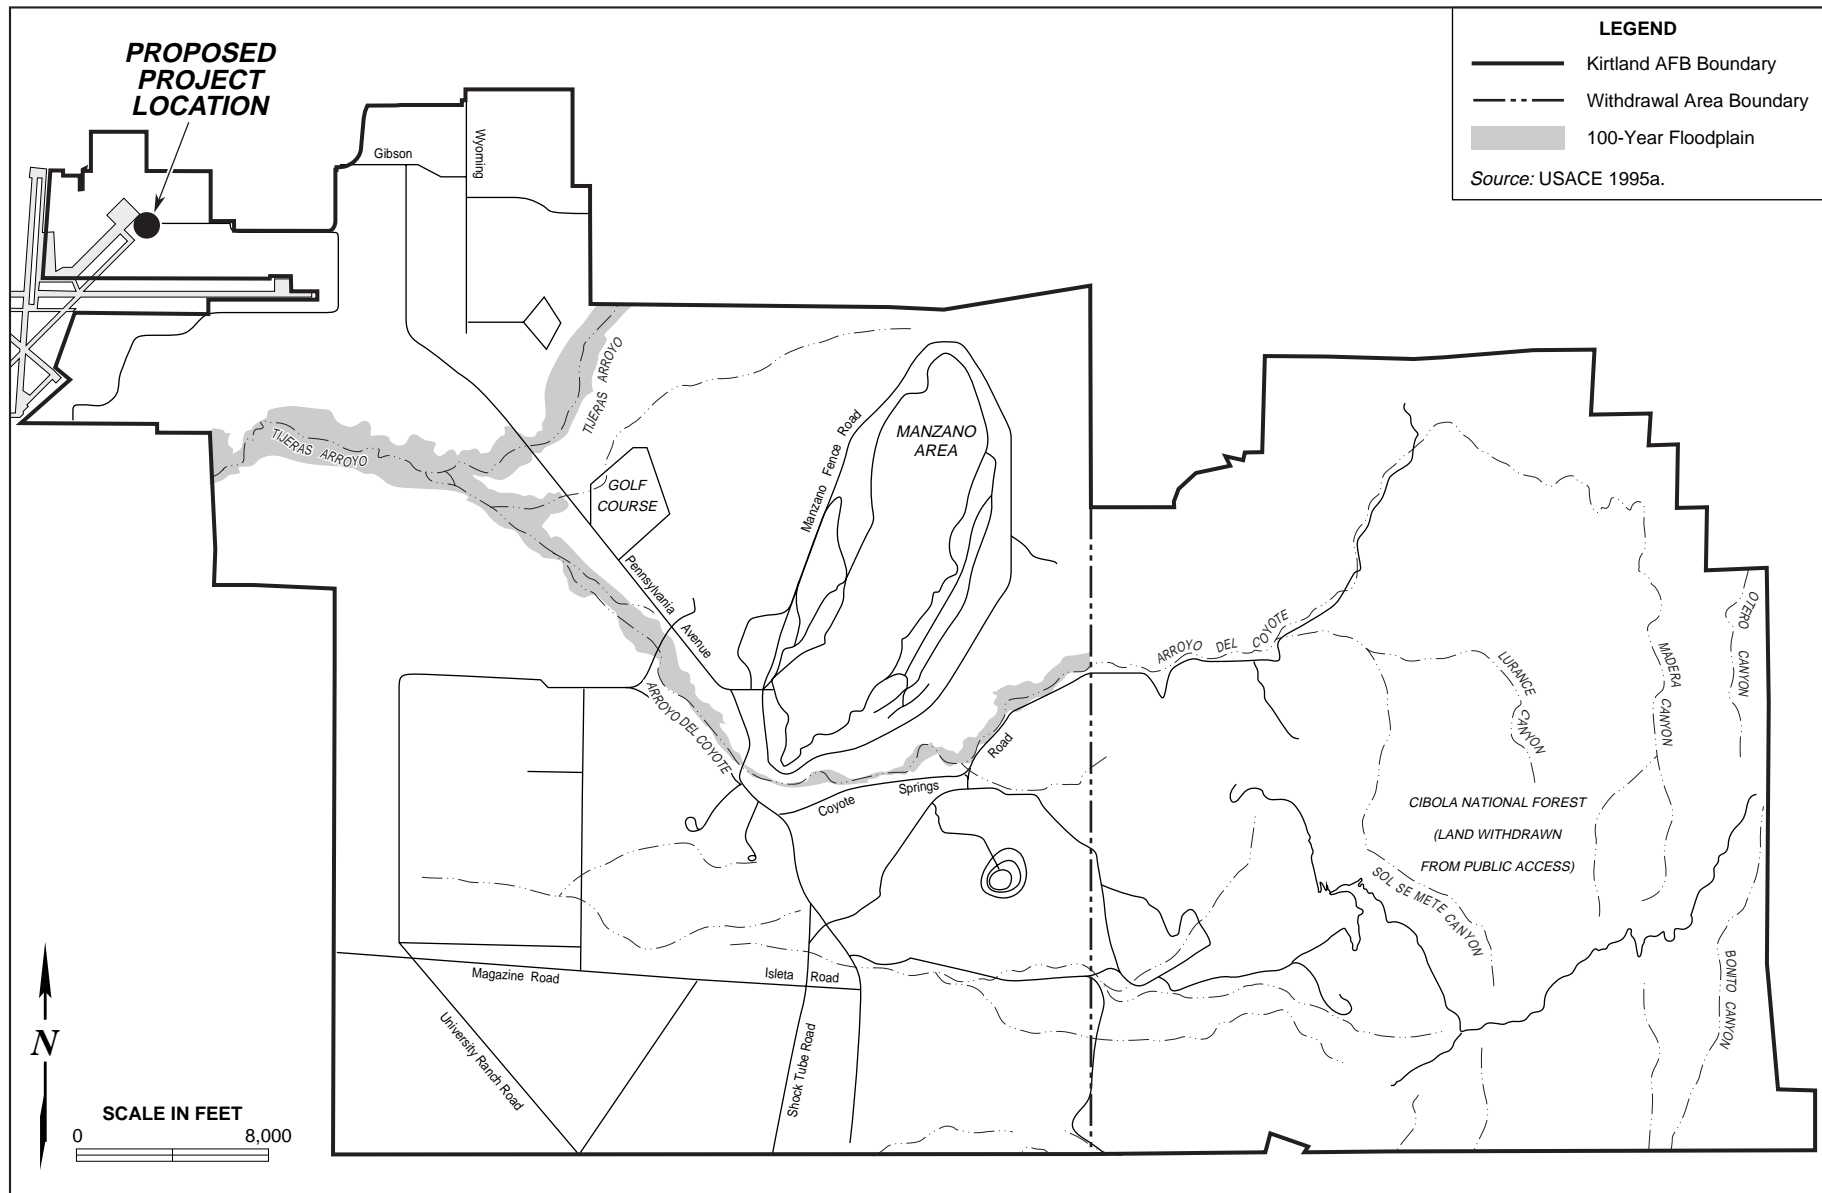 PROPOSED
PROJECT
LOCATION
LEGEND
Kirtland AFB Boundary
Withdrawal Area Boundary
100-Year Floodplain
Source: USACE 1995a.
Gibson
Wyoming
TIJERAS ARROYO
TIJERAS ARROYO
GOLF
COURSE
Manzano Fence Road
MANZANO
AREA
Pennsylvania Avenue
ARROYO DEL COYOTE
ARROYO DEL COYOTE
Coyote Springs Road
LURANCE CANYON
MADERA CANYON
OTERO CANYON
CIBOLA NATIONAL FOREST
(LAND WITHDRAWN
FROM PUBLIC ACCESS)
SOL SE METE CANYON
BONITO CANYON
Magazine Road
Isleta Road
University Ranch Road
Shock Tube Road
N
SCALE IN FEET
0 8,000